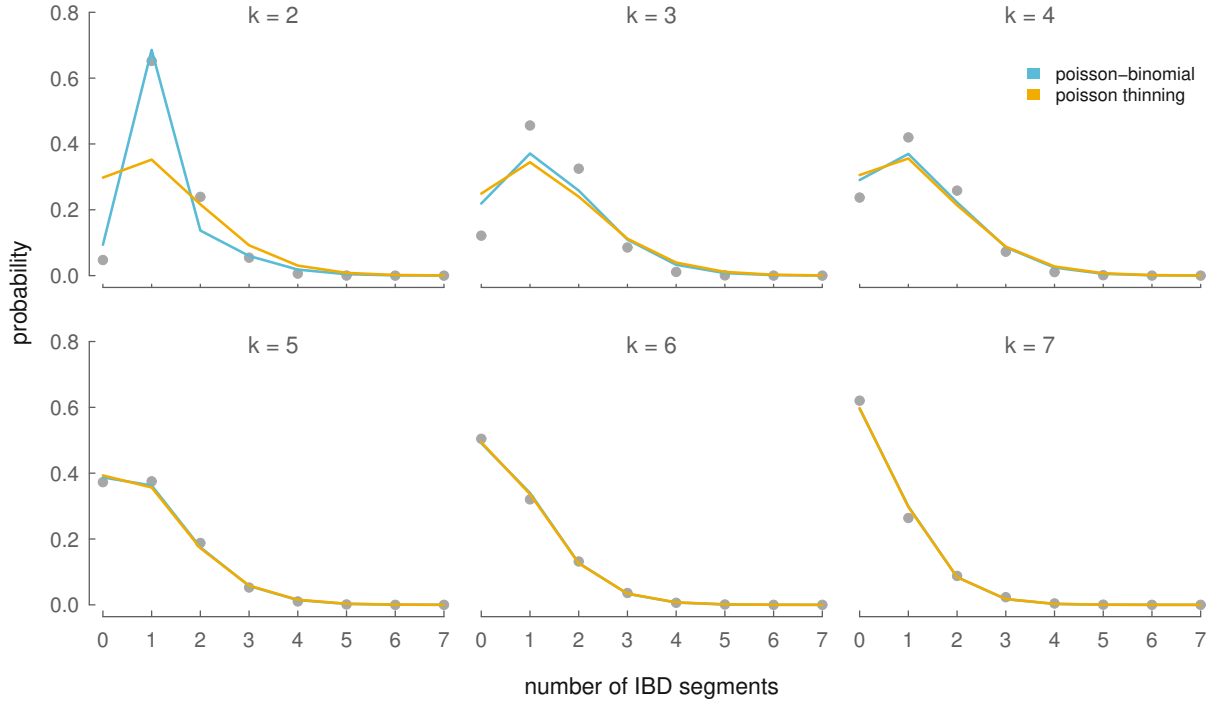 k = 2
k = 3
k = 4
0.8
0.6
0.4
0.2
0.0
poisson−binomial
poisson thinning
probability
k = 5
k = 6
k = 7
0.8
0.6
0.4
0.2
0.0
0 1 2 3 4 5 6 7
0 1 2 3 4 5 6 7
0 1 2 3 4 5 6 7
number of IBD segments